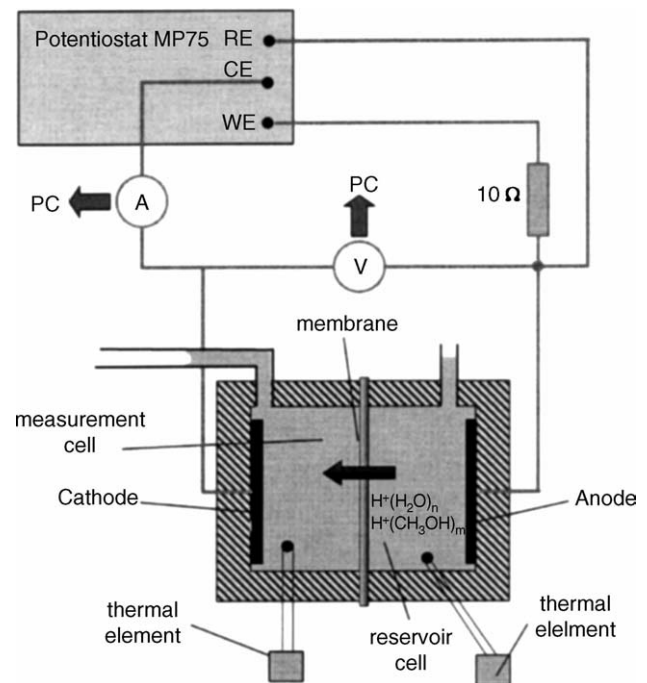 Potentiostat MP75 RE
CE
WE
PC
A
PC
V
10 Ω
membrane
measurement
cell
Cathode
H⁺(H₂O)ₙ
H⁺(CH₃OH)ₘ
Anode
thermal
element
reservoir
cell
thermal
elelment